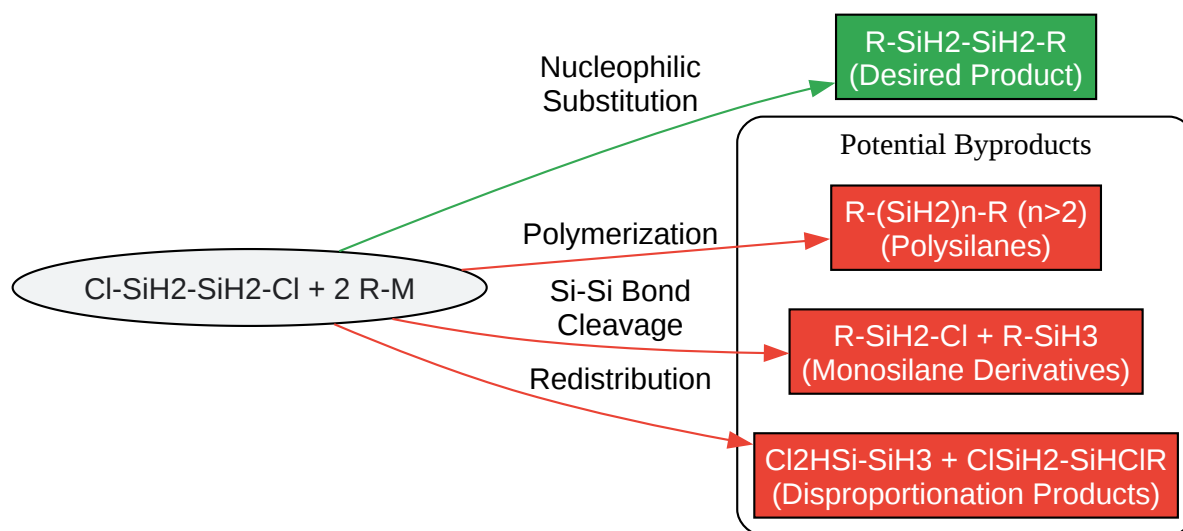 R-SiH2-SiH2-R
(Desired Product)
Nucleophilic
Substitution
Potential Byproducts
R-(SiH2)n-R (n>2)
(Polysilanes)
Polymerization
Cl-SiH2-SiH2-Cl + 2 R-M
Si-Si Bond
Cleavage
R-SiH2-Cl + R-SiH3
(Monosilane Derivatives)
Redistribution
Cl2HSi-SiH3 + ClSiH2-SiHClR
(Disproportionation Products)